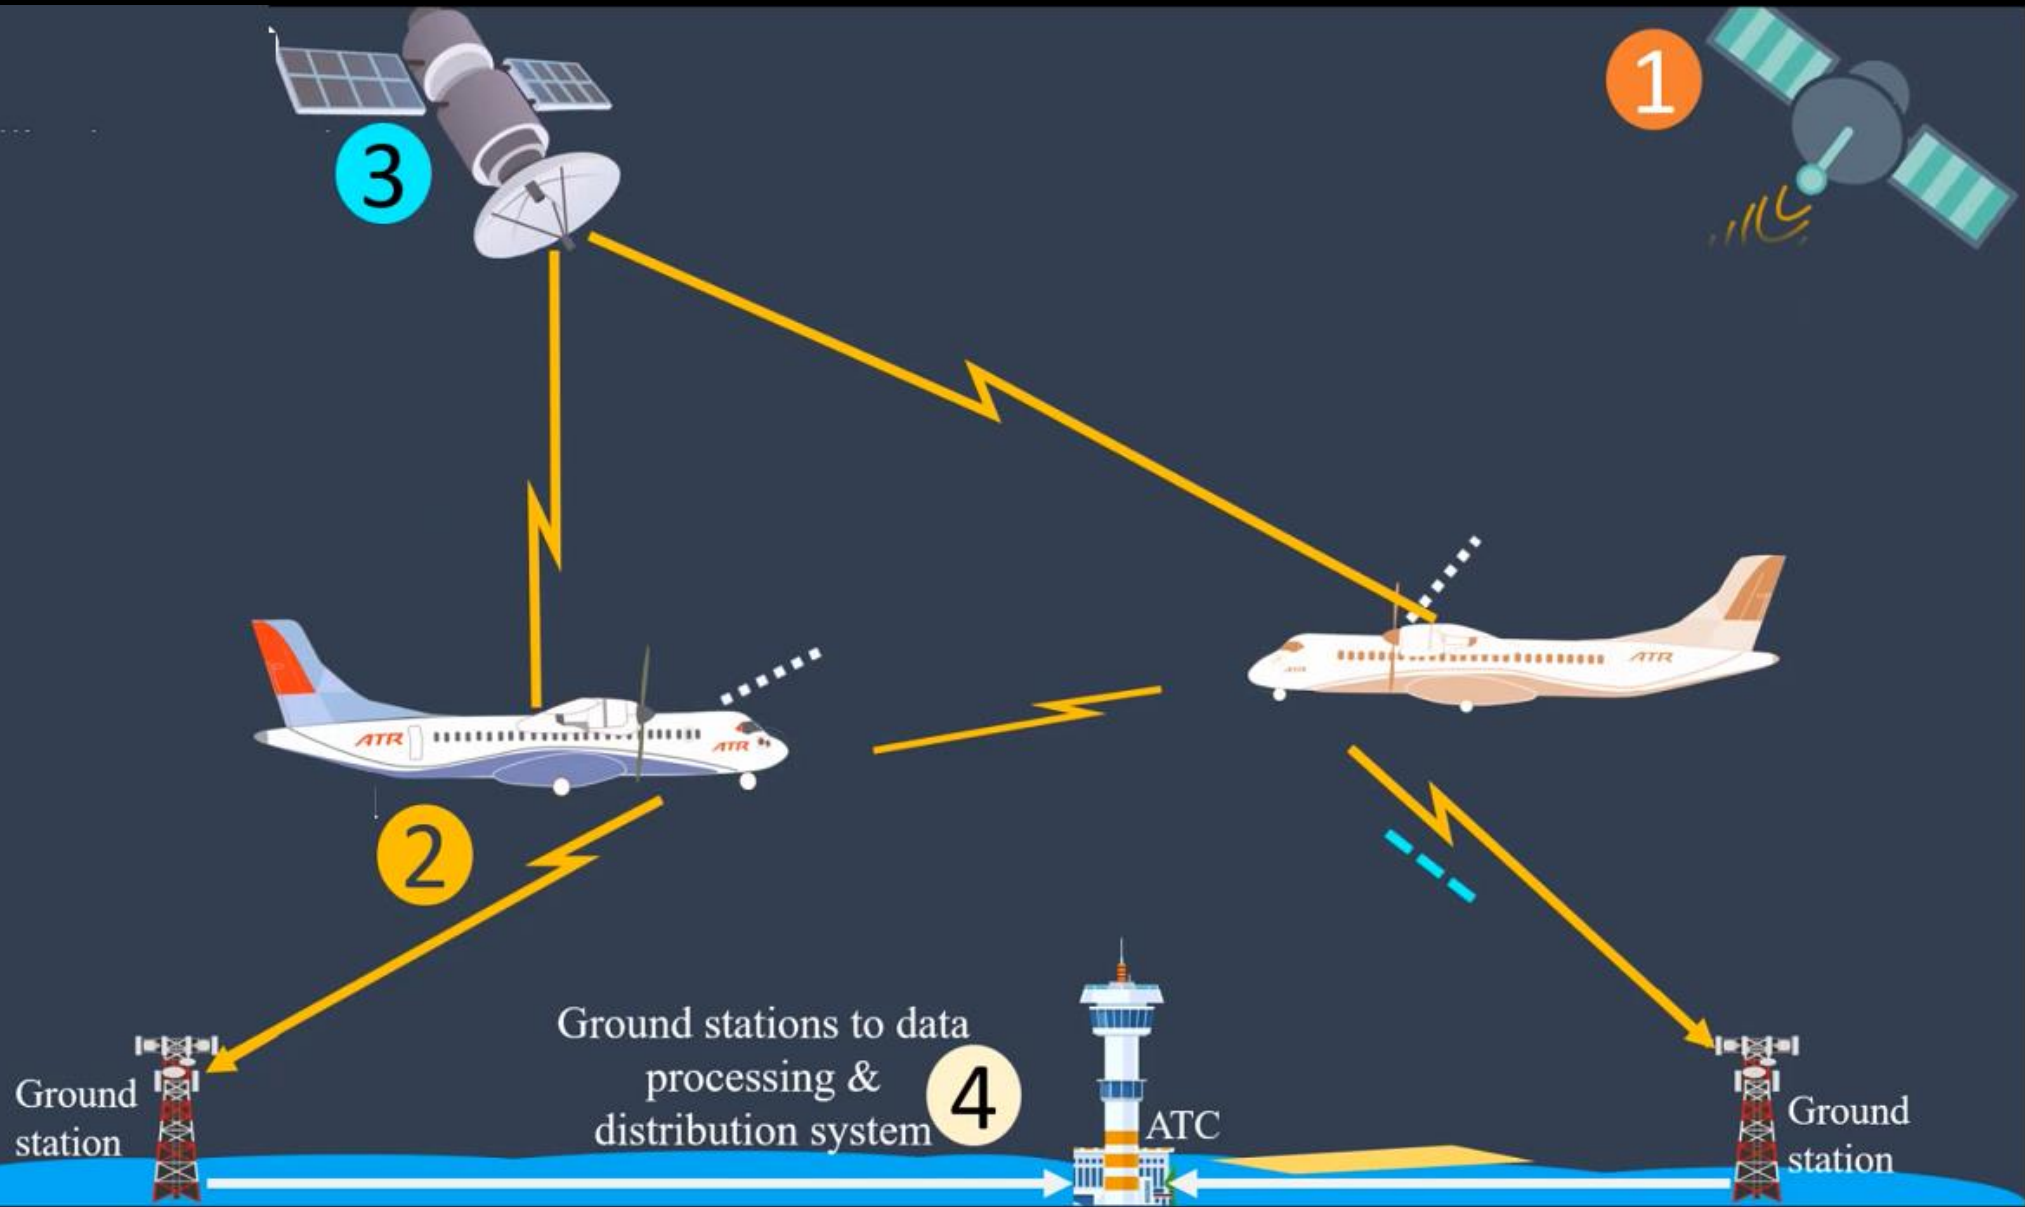 1
3
ATR
ATR
ATR
ATR
2
Ground stations to data
processing &
distribution system
4
ATC
Ground
station
Ground
station